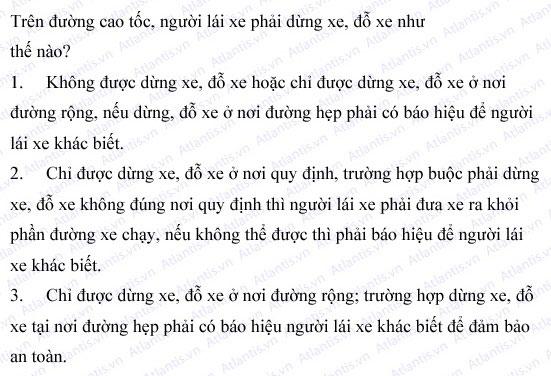 Trên đường cao tốc, người lái xe phải dừng xe, đỗ xe như
thế nào?
1. Không được dừng xe, đỗ xe hoặc chỉ được dừng xe, đỗ xe ở nơi
đường rộng, nếu dừng, đỗ xe ở nơi đường hẹp phải có báo hiệu để người
lái xe khác biết.
2. Chỉ được dừng xe, đỗ xe ở nơi quy định, trường hợp buộc phải dừng
xe, đỗ xe không đúng nơi quy định thì người lái xe phải đưa xe ra khỏi
phần đường xe chạy, nếu không thể được thì phải báo hiệu để người lái
xe khác biết.
3. Chỉ được dừng xe, đỗ xe ở nơi đường rộng; trường hợp dừng xe, đỗ
xe tại nơi đường hẹp phải có báo hiệu người lái xe khác biết để đảm bảo
an toàn.